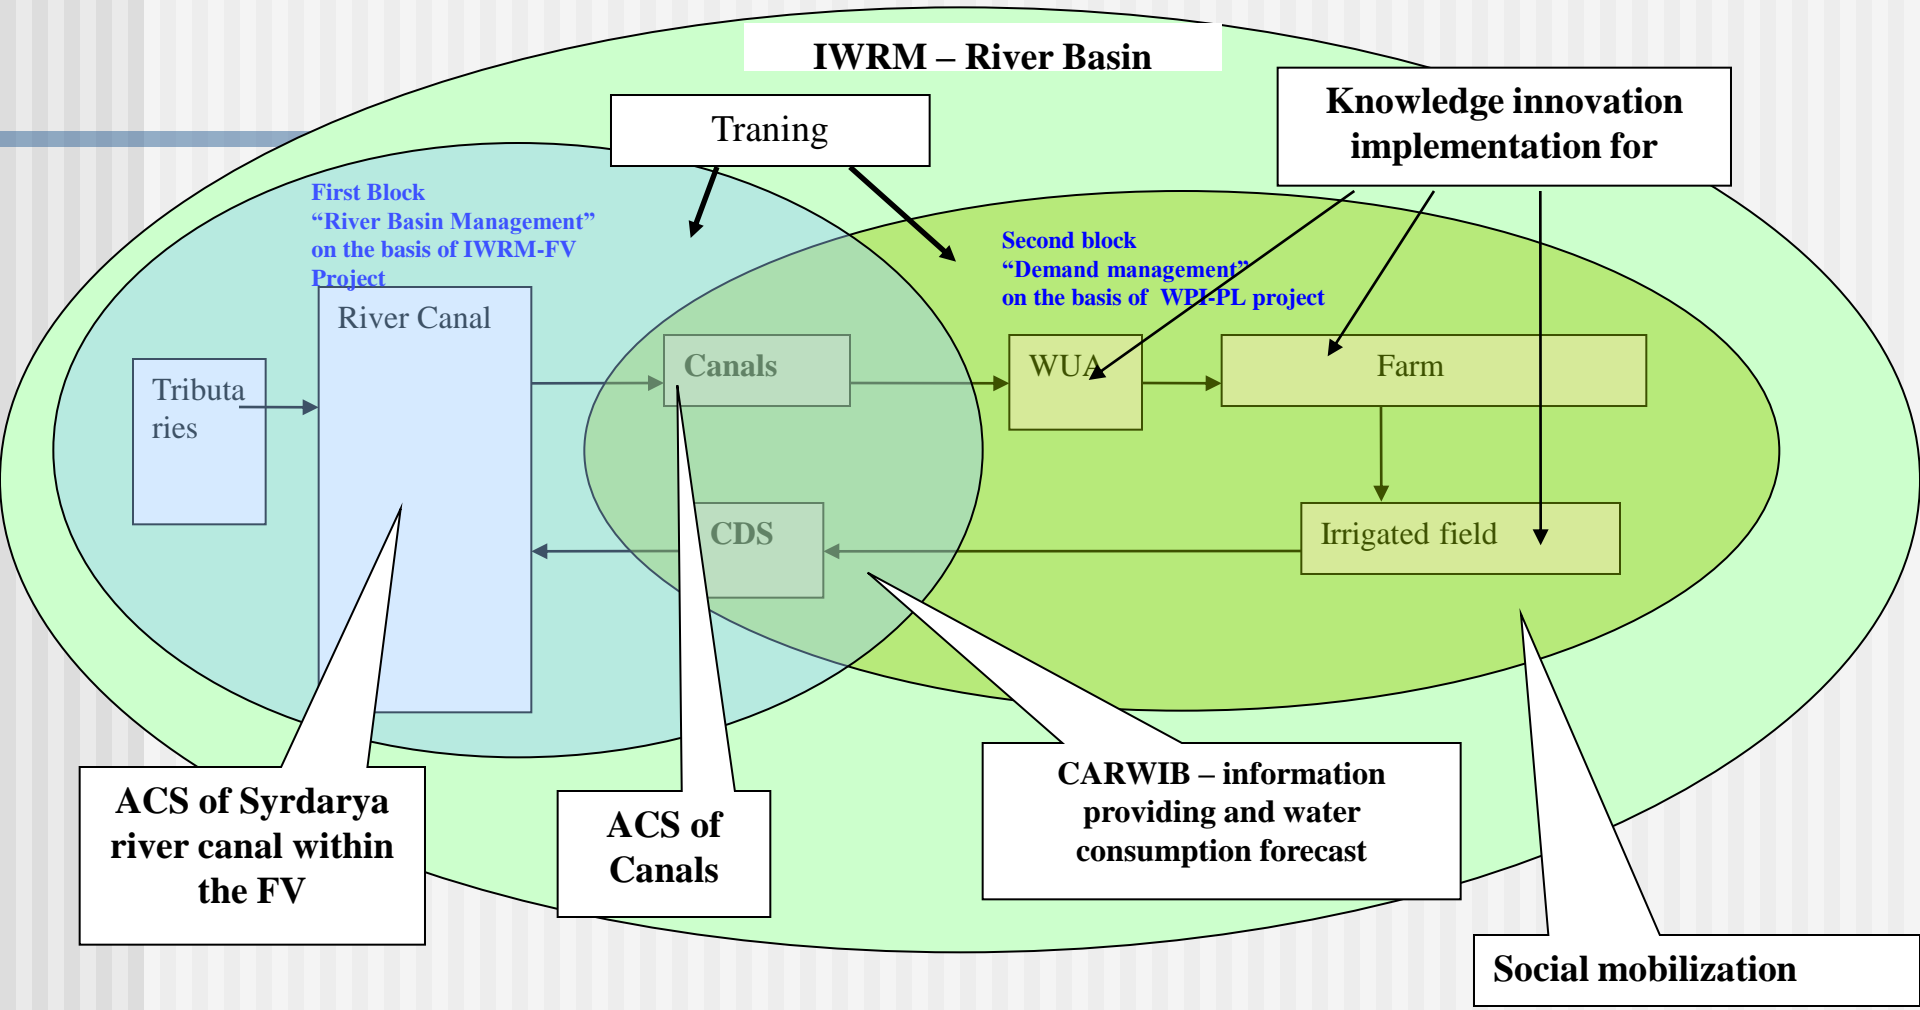 IWRM – River Basin
Knowledge innovation
implementation for
Traning
First Block
“River Basin Management”
on the basis of IWRM-FV
Project
Second block
“Demand management”
on the basis of WPI-PL project
River Canal
Canals
WUA
Farm
Tributa
ries
CDS
Irrigated field
ACS of Syrdarya
river canal within
the FV
ACS of
Canals
CARWIB – information
providing and water
consumption forecast
Social mobilization